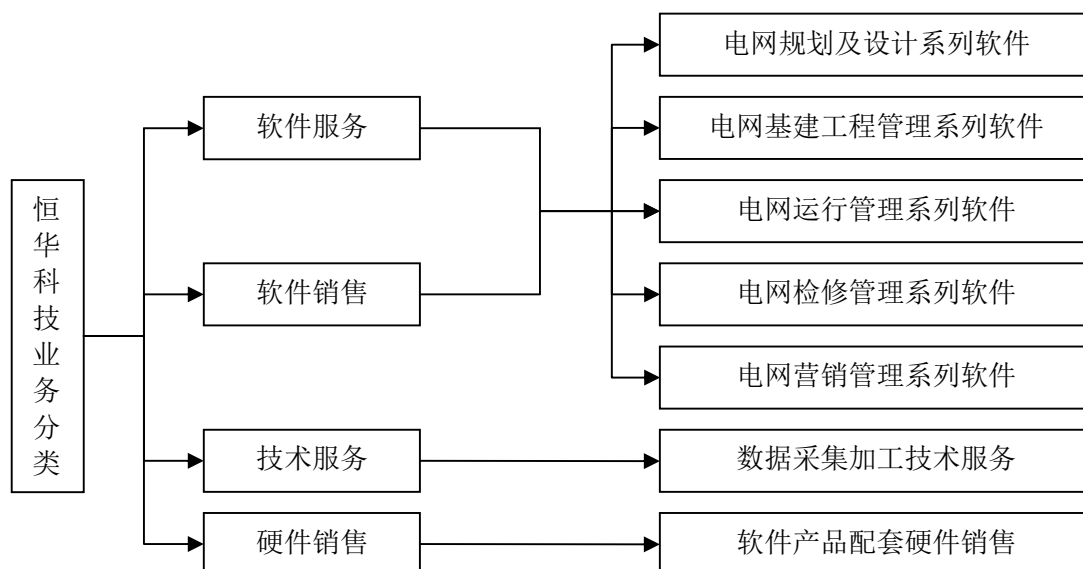 恒华科技业务分类
软件服务
软件销售
技术服务
硬件销售
电网规划及设计系列软件
电网基建工程管理系列软件
电网运行管理系列软件
电网检修管理系列软件
电网营销管理系列软件
数据采集加工技术服务
软件产品配套硬件销售